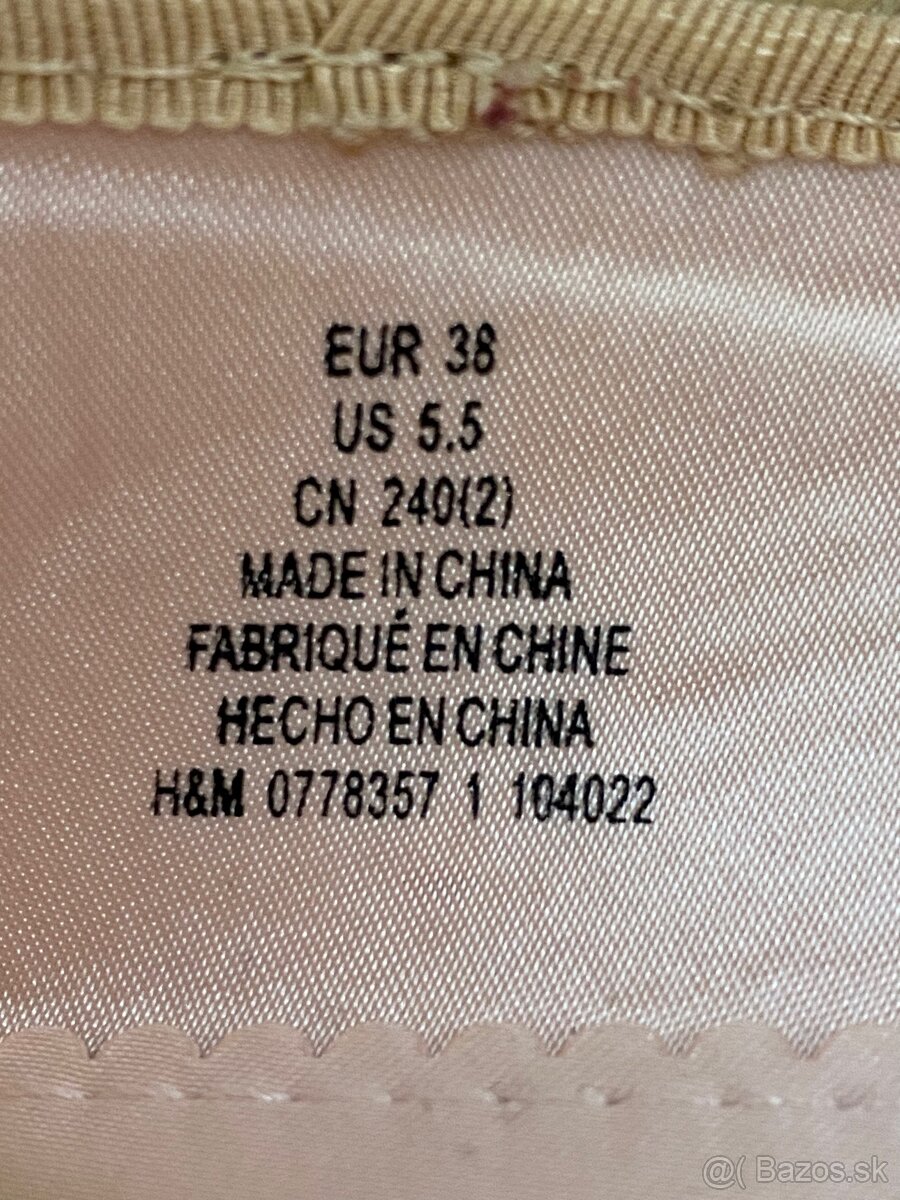 EUR 38
US 5.5
CN 240(2)
MADE IN CHINA
FABRIQUÉ EN CHINE
HECHO EN CHINA
H&M 0778357 1 104022
@( Bazos.sk